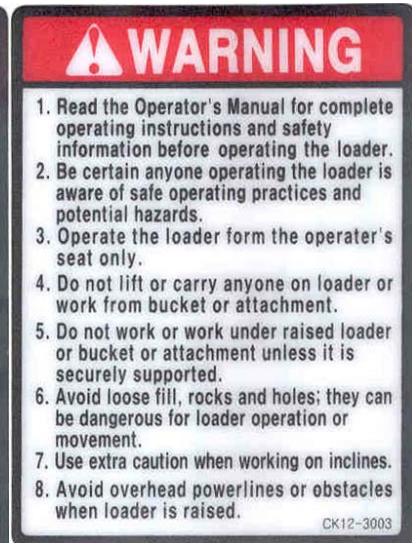 WARNING
1. Read the Operator's Manual for complete
operating instructions and safety
information before operating the loader.
2. Be certain anyone operating the loader is
aware of safe operating practices and
potential hazards.
3. Operate the loader form the operater's
seat only.
4. Do not lift or carry anyone on loader or
work from bucket or attachment.
5. Do not work or work under raised loader
or bucket or attachment unless it is
securely supported.
6. Avoid loose fill, rocks and holes; they can
be dangerous for loader operation or
movement.
7. Use extra caution when working on inclines.
8. Avoid overhead powerlines or obstacles
when loader is raised.
CK12-3003